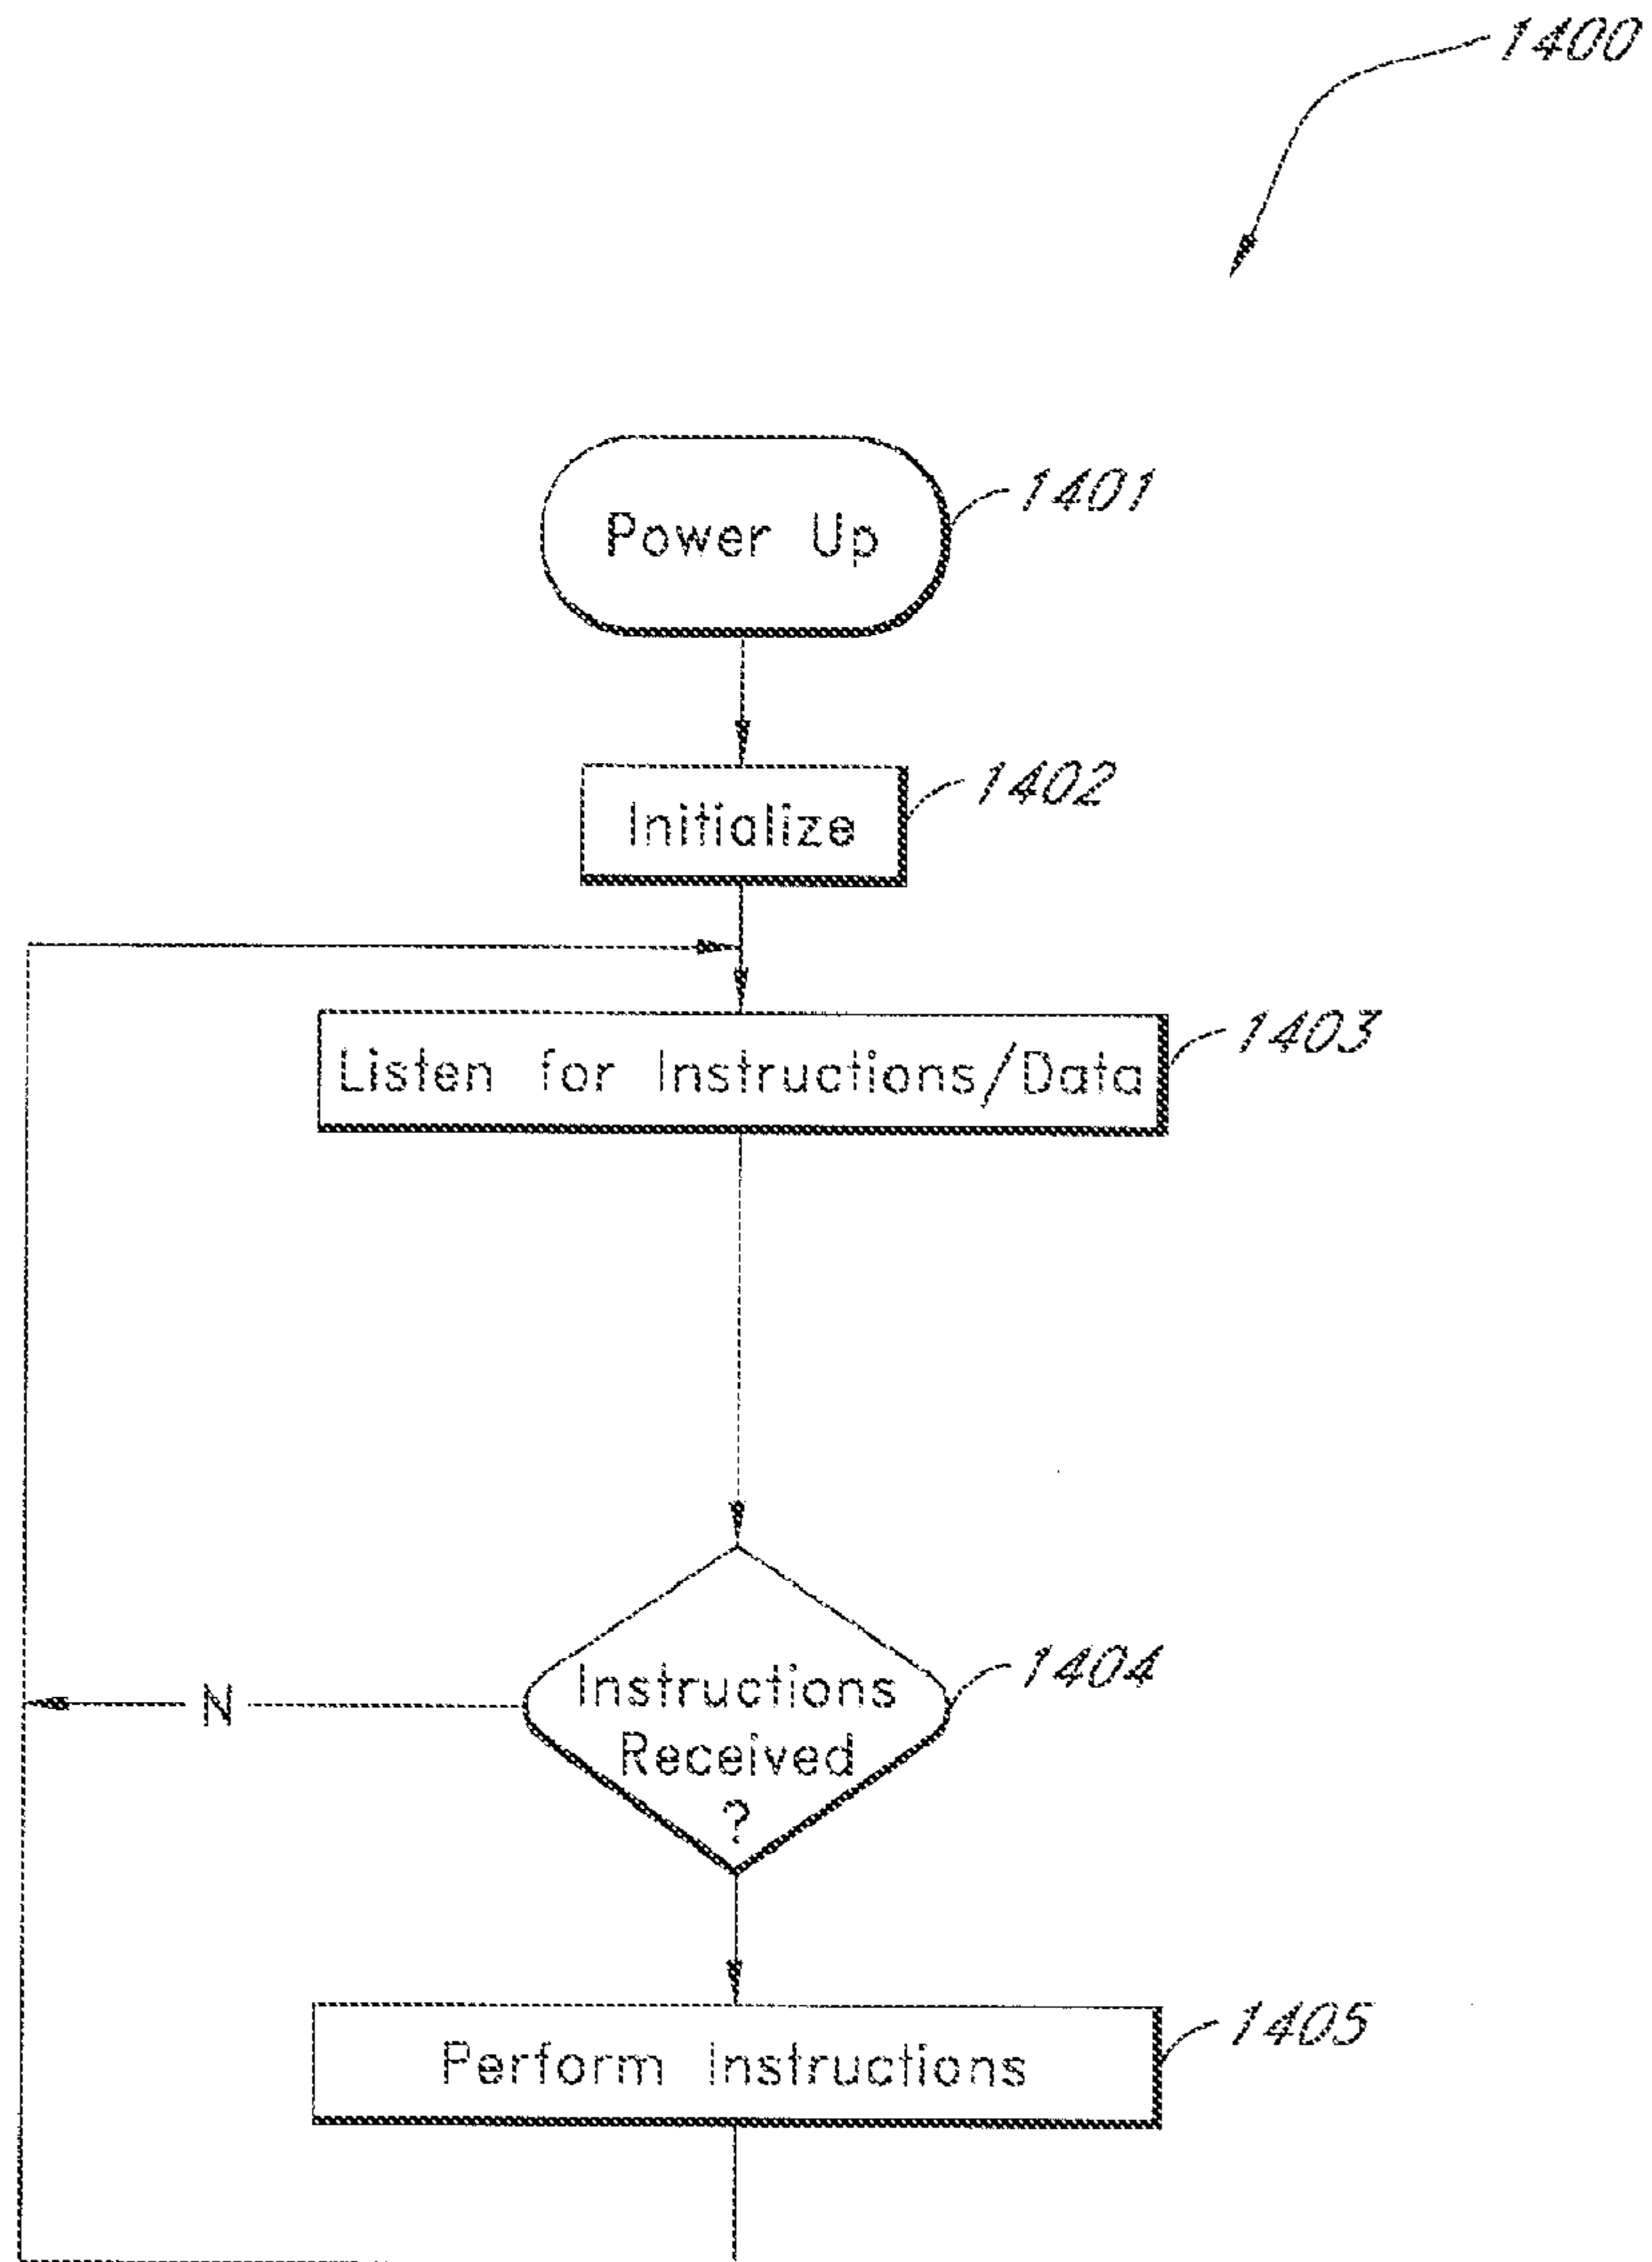 1400
Power Up
1401
Initialize
1402
Listen for Instructions/Data
1403
Instructions
Received
?
1404
N
Perform Instructions
1405